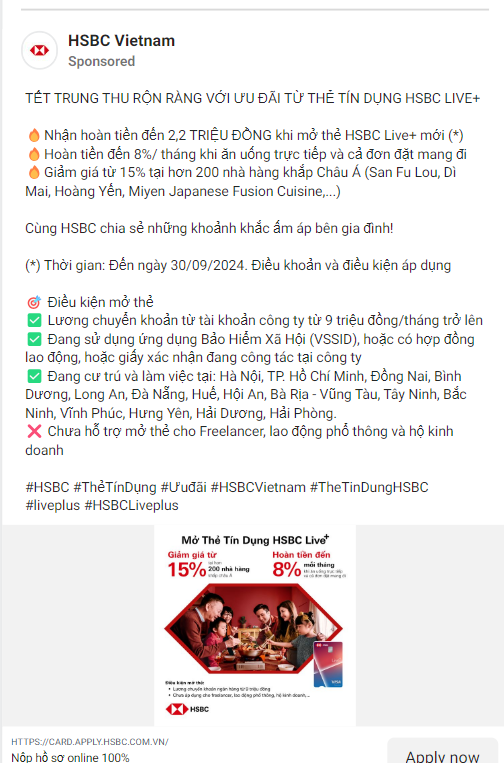 HSBC Vietnam
Sponsored
TẾT TRUNG THU RỘN RÀNG VỚI ƯU ĐÃI TỪ THẺ TÍN DỤNG HSBC LIVE+
🔥Nhận hoàn tiền đến 2,2 TRIỆU ĐỒNG khi mở thẻ HSBC Live+ mới (*)
🔥Hoàn tiền đến 8%/ tháng khi ăn uống trực tiếp và cả đơn đặt mang đi
🔥Giảm giá từ 15% tại hơn 200 nhà hàng khắp Châu Á (San Fu Lou, Dì
Mai, Hoàng Yến, Miyen Japanese Fusion Cuisine,...)
Cùng HSBC chia sẻ những khoảnh khắc ấm áp bên gia đình!
(*) Thời gian: Đến ngày 30/09/2024. Điều khoản và điều kiện áp dụng
🎯 Điều kiện mở thẻ
✅ Lương chuyển khoản từ tài khoản công ty từ 9 triệu đồng/tháng trở lên
✅ Đang sử dụng ứng dụng Bảo Hiểm Xã Hội (VSSID), hoặc có hợp đồng
lao động, hoặc giấy xác nhận đang công tác tại công ty
✅ Đang cư trú và làm việc tại: Hà Nội, TP. Hồ Chí Minh, Đồng Nai, Bình
Dương, Long An, Đà Nẵng, Huế, Hội An, Bà Rịa - Vũng Tàu, Tây Ninh, Bắc
Ninh, Vĩnh Phúc, Hưng Yên, Hải Dương, Hải Phòng.
❌ Chưa hỗ trợ mở thẻ cho Freelancer, lao động phổ thông và hộ kinh
doanh
#HSBC #ThẻTínDụng #Ưuđãi #HSBCVietnam #TheTinDungHSBC
#liveplus #HSBCLiveplus
Mở Thẻ Tín Dụng HSBC Live+
Giảm giá từ
15% tại hơn
200 nhà hàng
khắp châu Á
Hoàn tiền đến
8% mỗi tháng
khi ăn uống trực tiếp
và cả đơn đặt mang đi
VISA
Điều kiện mở thẻ:
• Lương chuyển khoản ngân hàng từ 9 triệu đồng
• Chưa áp dụng cho freelancer, lao động phổ thông, hộ kinh doanh,...
HSBC
HTTPS://CARD.APPLY.HSBC.COM.VN/
Nộp hồ sơ online 100%
Apply now